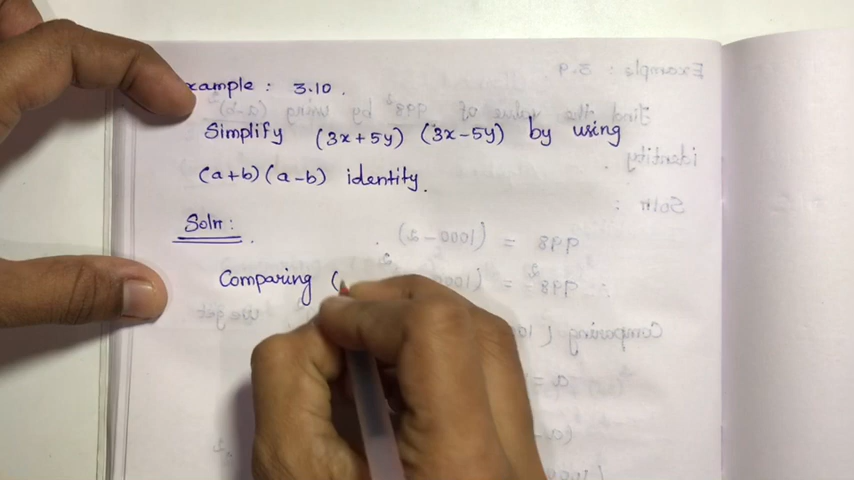 xample : 3.10.
Simplify (3x+5y) (3x-5y) by using
(a+b)(a-b) identity.
Soln:
Comparing (